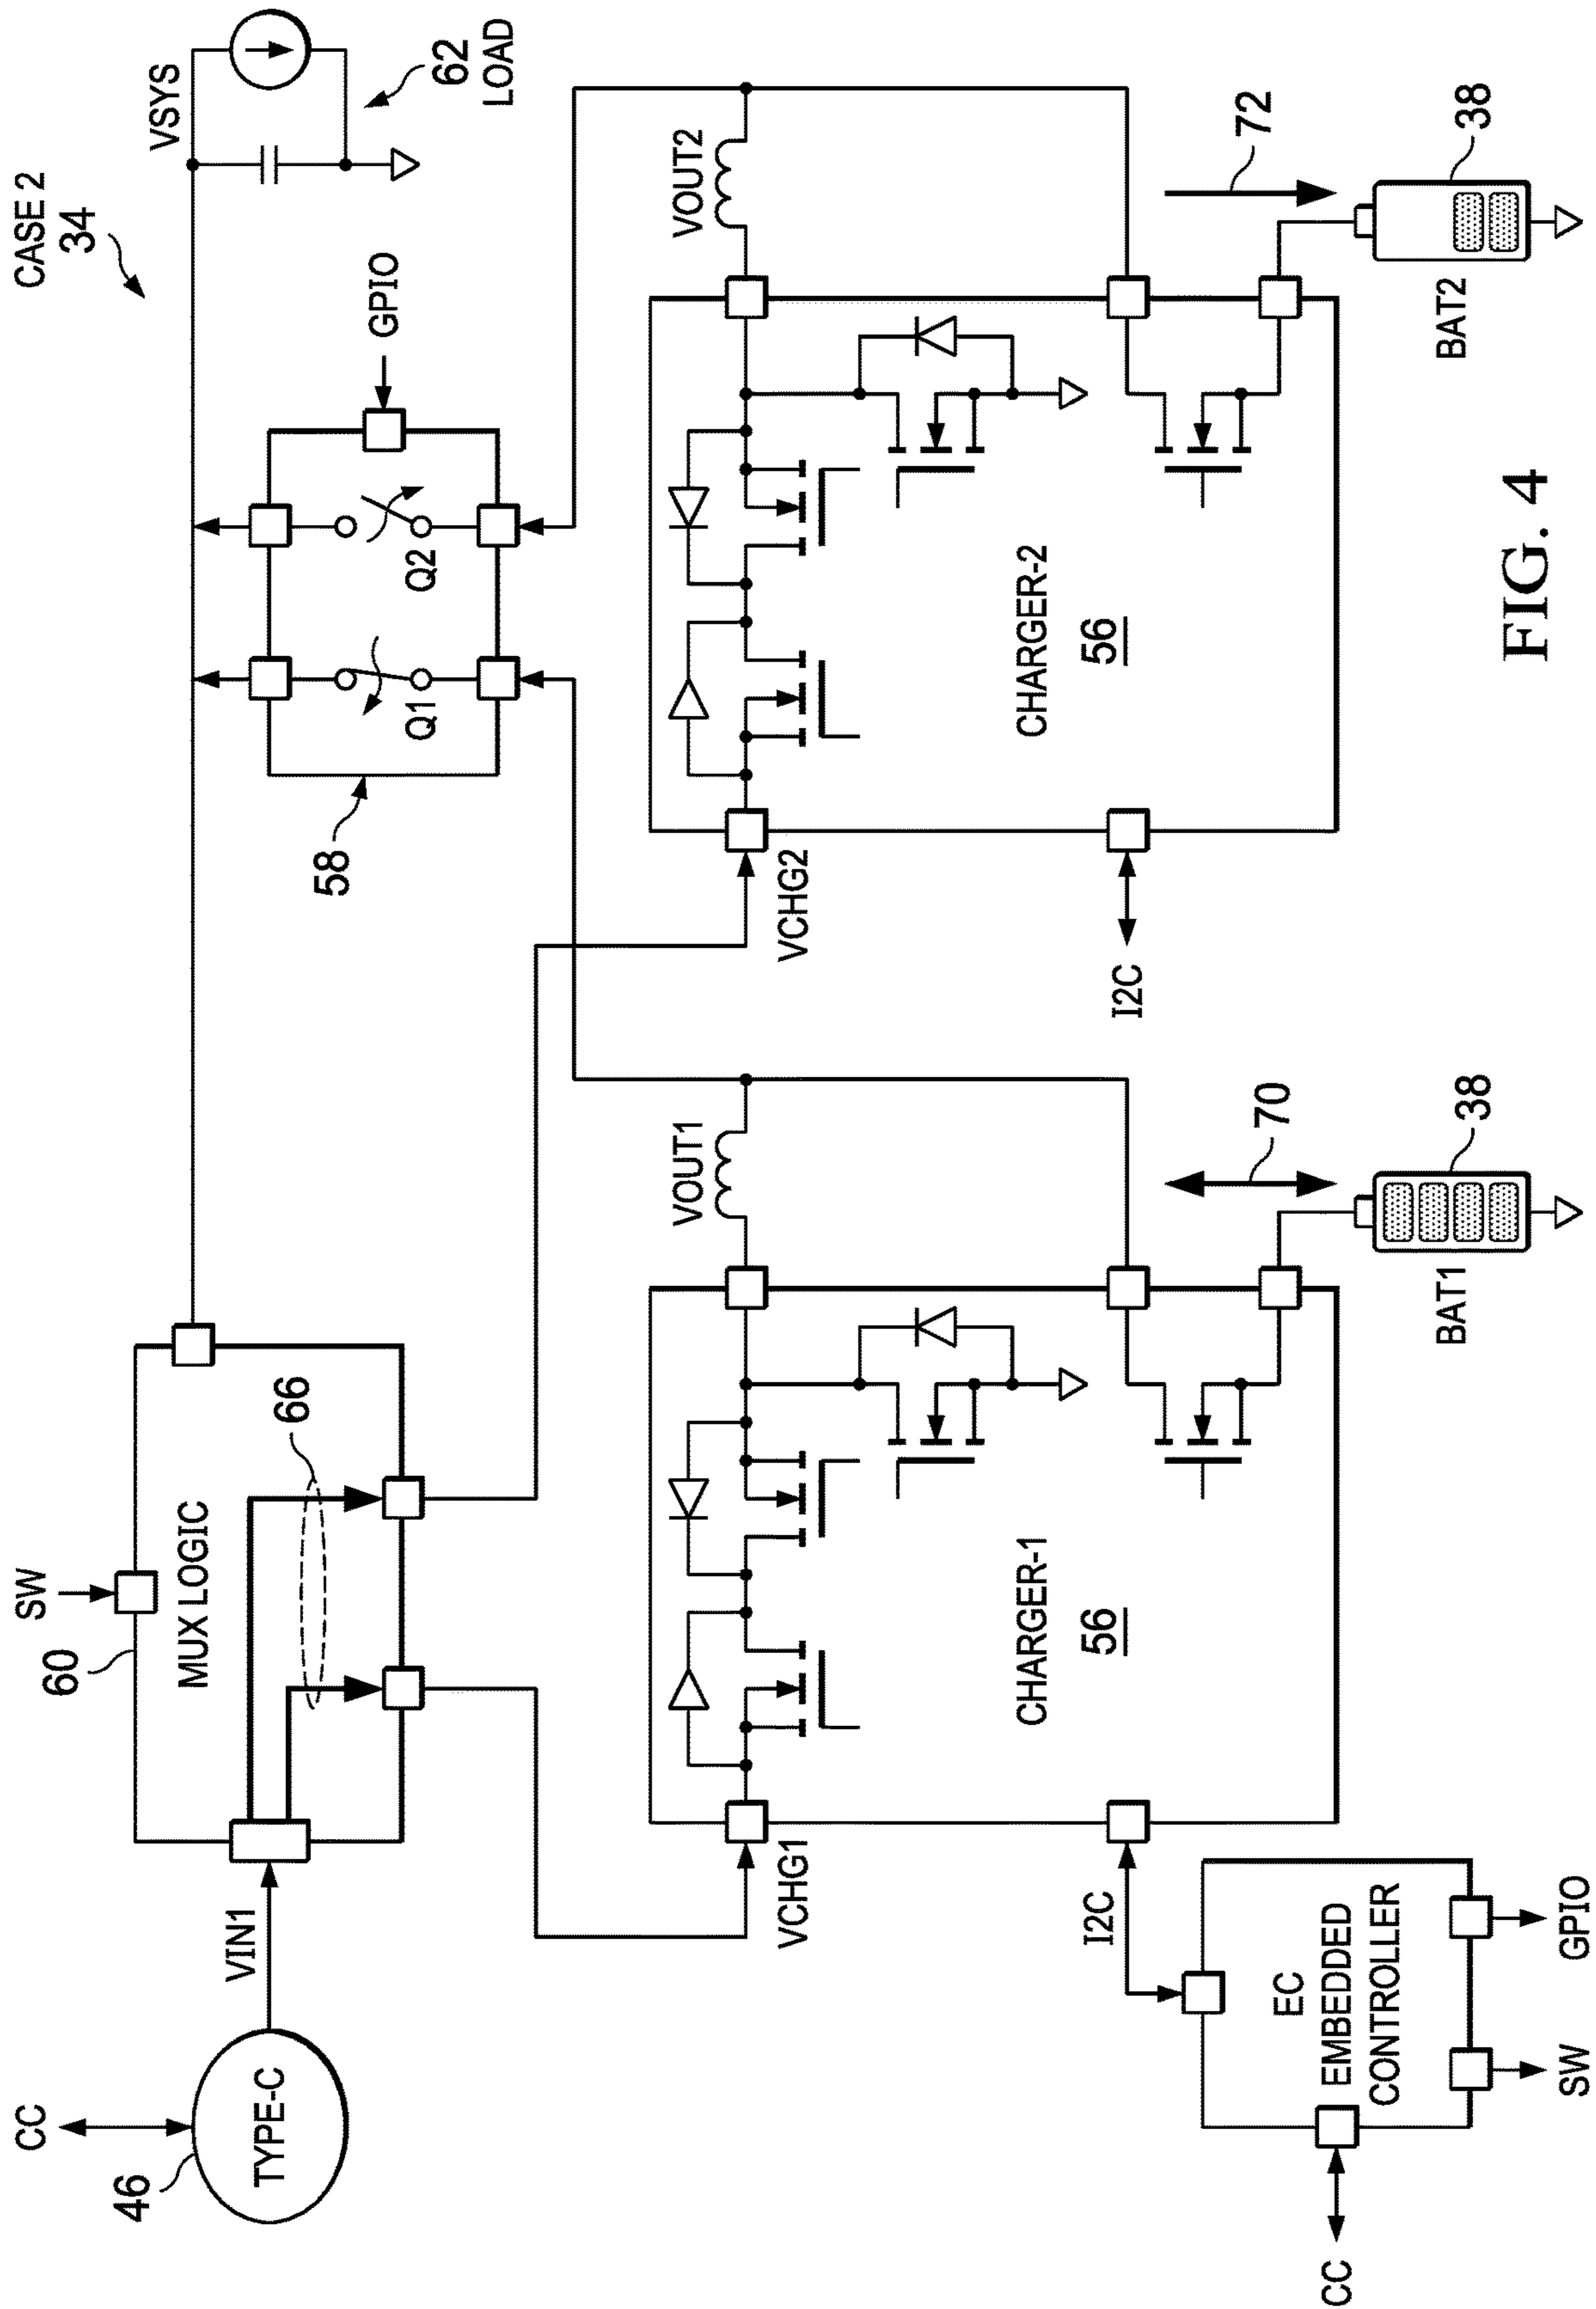 CASE 2
34
CC
46
TYPE-C
VIN1
SW
60
MUX LOGIC
66
58
Q1
Q2
GPIO
VSYS
62
LOAD
VCHG1
VOUT1
CHARGER-1
56
I2C
70
BAT1
38
VCHG2
VOUT2
CHARGER-2
56
I2C
72
BAT2
38
EC
EMBEDDED
CONTROLLER
CC
SW
GPIO
FIG. 4